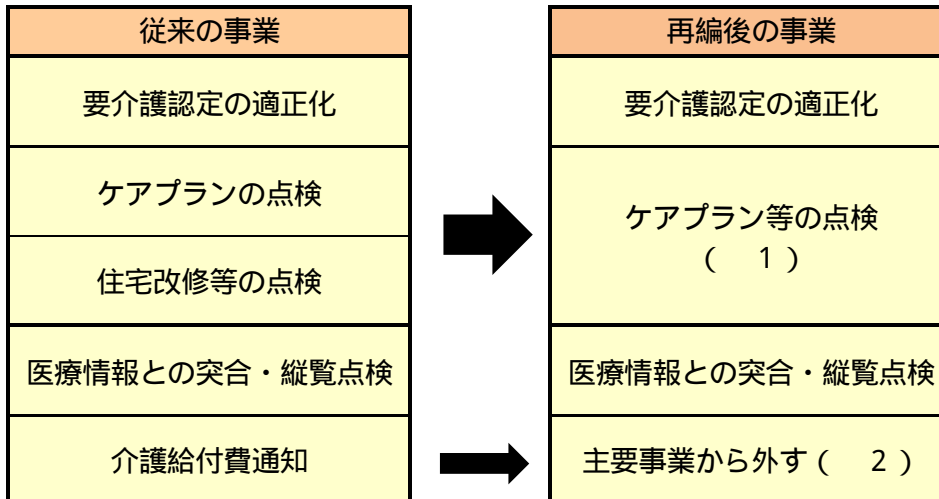 従来の事業
要介護認定の適正化
ケアプランの点検
住宅改修等の点検
医療情報との突合・縦覧点検
介護給付費通知
再編後の事業
要介護認定の適正化
ケアプラン等の点検
(　1)
医療情報との突合・縦覧点検
主要事業から外す(　2)